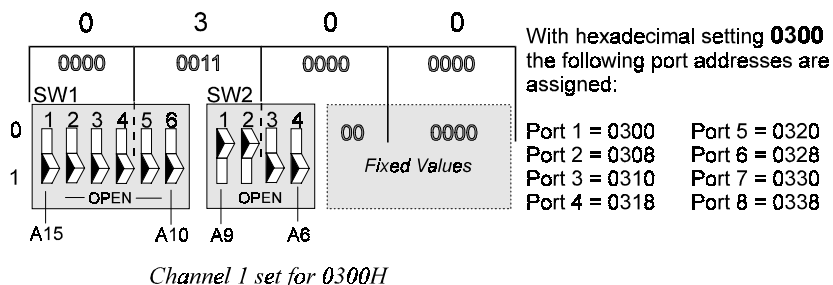 0 3 0 0
0000 0011 0000 0000
SW1 SW2
1 2 3 4 5 6 1 2 3 4
0 00 0000
Fixed Values
1
OPEN OPEN
A15 A10 A9 A6
Channel 1 set for 0300H
With hexadecimal setting 0300
the following port addresses are
assigned:
Port 1 = 0300 Port 5 = 0320
Port 2 = 0308 Port 6 = 0328
Port 3 = 0310 Port 7 = 0330
Port 4 = 0318 Port 8 = 0338